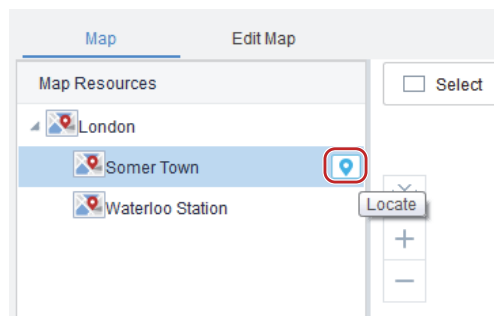 Map Edit Map
Map Resources
Select
London
Somer Town
Locate
Waterloo Station